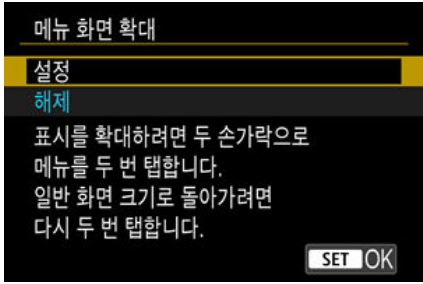 메뉴 화면 확대
설정
해제
표시를 확대하려면 두 손가락으로
메뉴를 두 번 탭합니다.
일반 화면 크기로 돌아가려면
다시 두 번 탭합니다.
SET OK